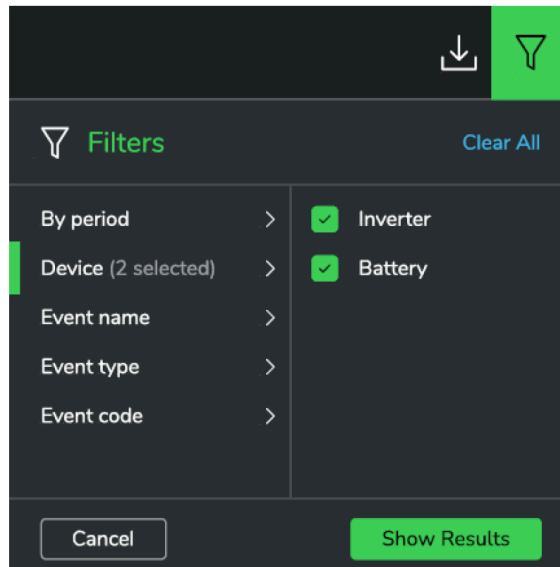 Filters
Clear All
By period
Device (2 selected)
Event name
Event type
Event code
Inverter
Battery
Cancel
Show Results